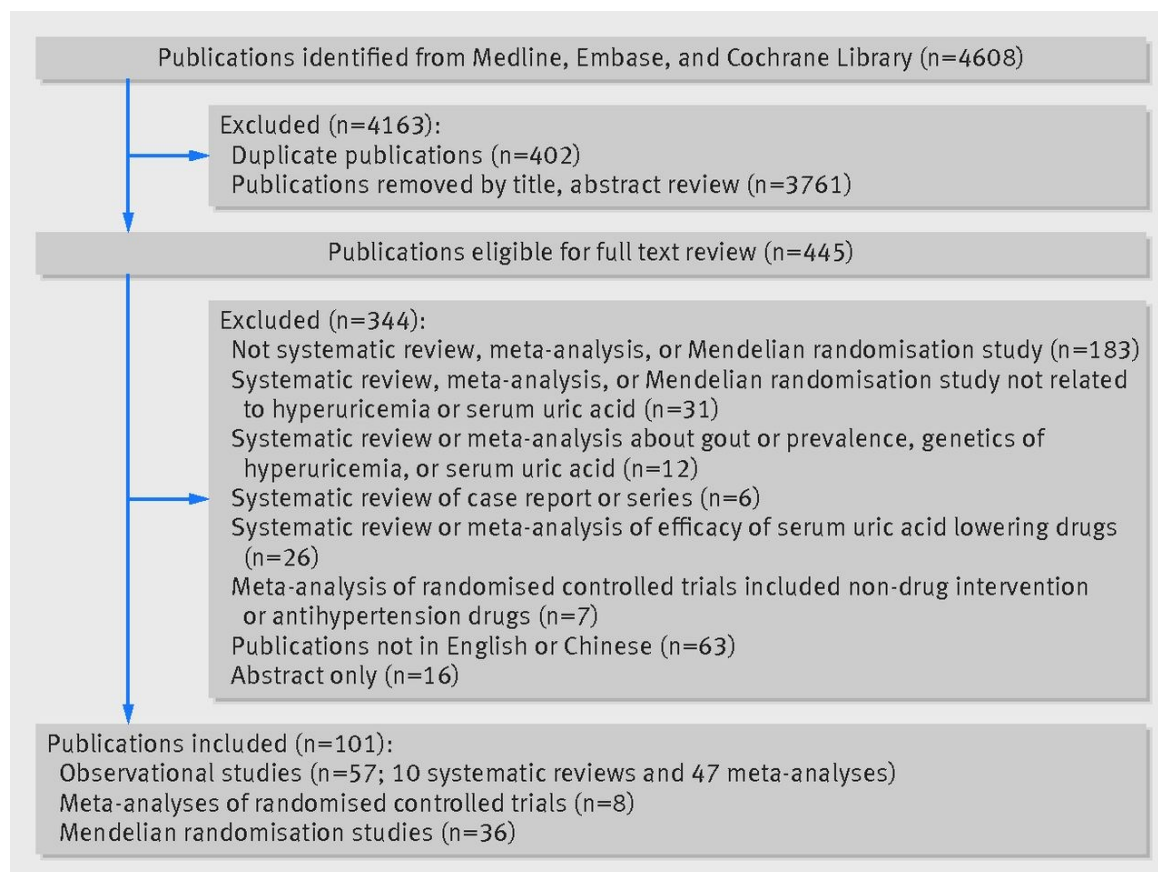 Publications identified from Medline, Embase, and Cochrane Library (n=4608)
Excluded (n=4163):
Duplicate publications (n=402)
Publications removed by title, abstract review (n=3761)
Publications eligible for full text review (n=445)
Excluded (n=344):
Not systematic review, meta-analysis, or Mendelian randomisation study (n=183)
Systematic review, meta-analysis, or Mendelian randomisation study not related
to hyperuricemia or serum uric acid (n=31)
Systematic review or meta-analysis about gout or prevalence, genetics of
hyperuricemia, or serum uric acid (n=12)
Systematic review of case report or series (n=6)
Systematic review or meta-analysis of efficacy of serum uric acid lowering drugs
(n=26)
Meta-analysis of randomised controlled trials included non-drug intervention
or antihypertension drugs (n=7)
Publications not in English or Chinese (n=63)
Abstract only (n=16)
Publications included (n=101):
Observational studies (n=57; 10 systematic reviews and 47 meta-analyses)
Meta-analyses of randomised controlled trials (n=8)
Mendelian randomisation studies (n=36)